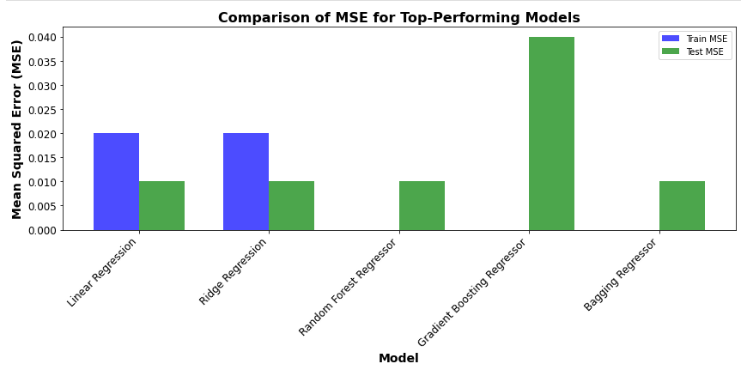 Comparison of MSE for Top-Performing Models
Mean Squared Error (MSE)
0.040
0.035
0.030
0.025
0.020
0.015
0.010
0.005
0.000
Train MSE
Test MSE
Linear Regression
Ridge Regression
Random Forest Regressor
Gradient Boosting Regressor
Bagging Regressor
Model